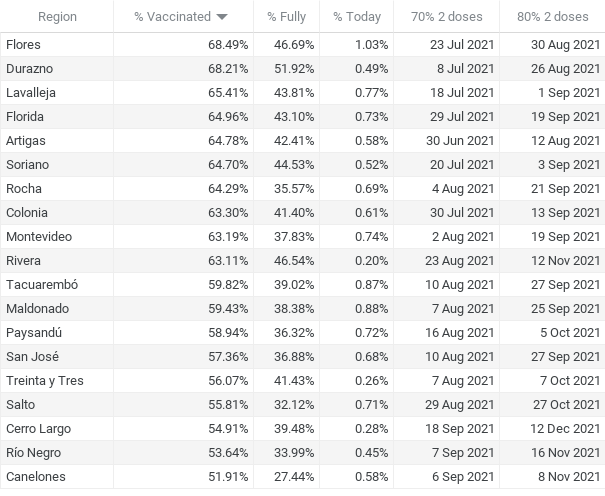 Region % Vaccinated % Fully % Today 70% 2 doses 80% 2 doses
Flores 68.49% 46.69% 1.03% 23 Jul 2021 30 Aug 2021
Durazno 68.21% 51.92% 0.49% 8 Jul 2021 26 Aug 2021
Lavalleja 65.41% 43.81% 0.77% 18 Jul 2021 1 Sep 2021
Florida 64.96% 43.10% 0.73% 29 Jul 2021 19 Sep 2021
Artigas 64.78% 42.41% 0.58% 30 Jun 2021 12 Aug 2021
Soriano 64.70% 44.53% 0.52% 20 Jul 2021 3 Sep 2021
Rocha 64.29% 35.57% 0.69% 4 Aug 2021 21 Sep 2021
Colonia 63.30% 41.40% 0.61% 30 Jul 2021 13 Sep 2021
Montevideo 63.19% 37.83% 0.74% 2 Aug 2021 19 Sep 2021
Rivera 63.11% 46.54% 0.20% 23 Aug 2021 12 Nov 2021
Tacuarembó 59.82% 39.02% 0.87% 10 Aug 2021 27 Sep 2021
Maldonado 59.43% 38.38% 0.88% 7 Aug 2021 25 Sep 2021
Paysandú 58.94% 36.32% 0.72% 16 Aug 2021 5 Oct 2021
San José 57.36% 36.88% 0.68% 10 Aug 2021 27 Sep 2021
Treinta y Tres 56.07% 41.43% 0.26% 7 Aug 2021 7 Oct 2021
Salto 55.81% 32.12% 0.71% 29 Aug 2021 27 Oct 2021
Cerro Largo 54.91% 39.48% 0.28% 18 Sep 2021 12 Dec 2021
Río Negro 53.64% 33.99% 0.45% 7 Sep 2021 16 Nov 2021
Canelones 51.91% 27.44% 0.58% 6 Sep 2021 8 Nov 2021